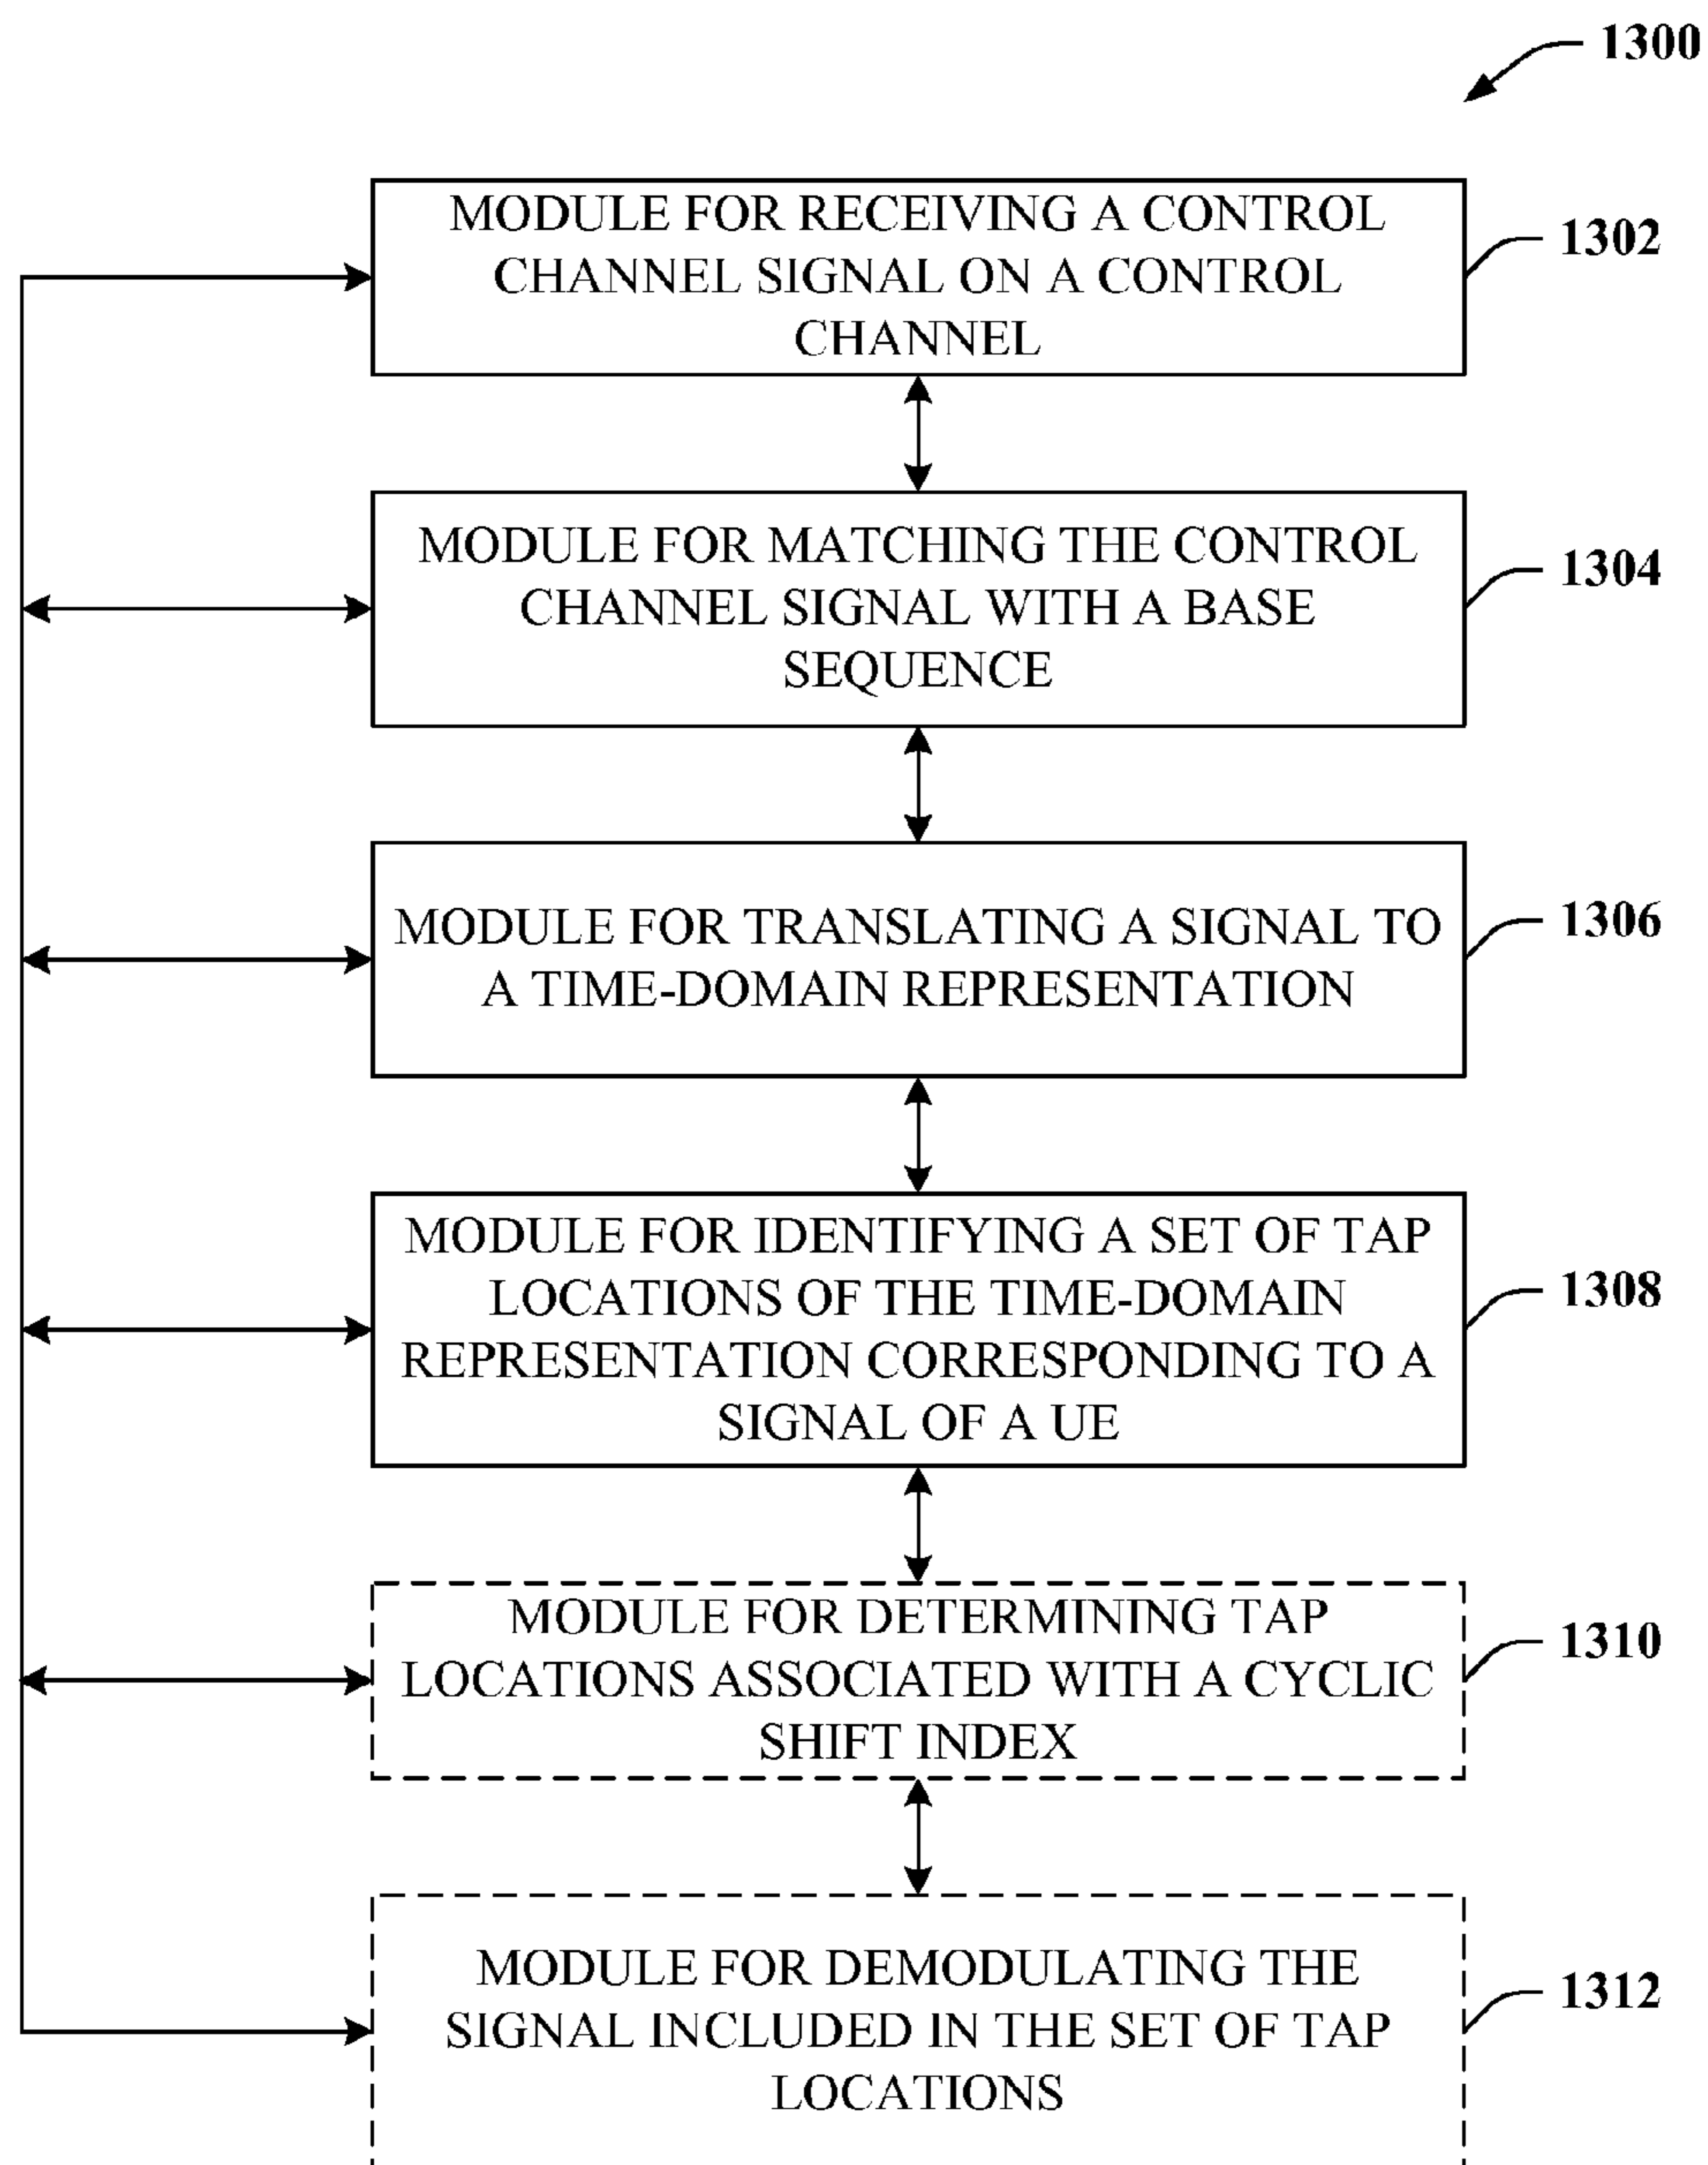 1300
MODULE FOR RECEIVING A CONTROL
CHANNEL SIGNAL ON A CONTROL
CHANNEL
1302
MODULE FOR MATCHING THE CONTROL
CHANNEL SIGNAL WITH A BASE
SEQUENCE
1304
MODULE FOR TRANSLATING A SIGNAL TO
A TIME-DOMAIN REPRESENTATION
1306
MODULE FOR IDENTIFYING A SET OF TAP
LOCATIONS OF THE TIME-DOMAIN
REPRESENTATION CORRESPONDING TO A
SIGNAL OF A UE
1308
MODULE FOR DETERMINING TAP
LOCATIONS ASSOCIATED WITH A CYCLIC
SHIFT INDEX
1310
MODULE FOR DEMODULATING THE
SIGNAL INCLUDED IN THE SET OF TAP
LOCATIONS
1312